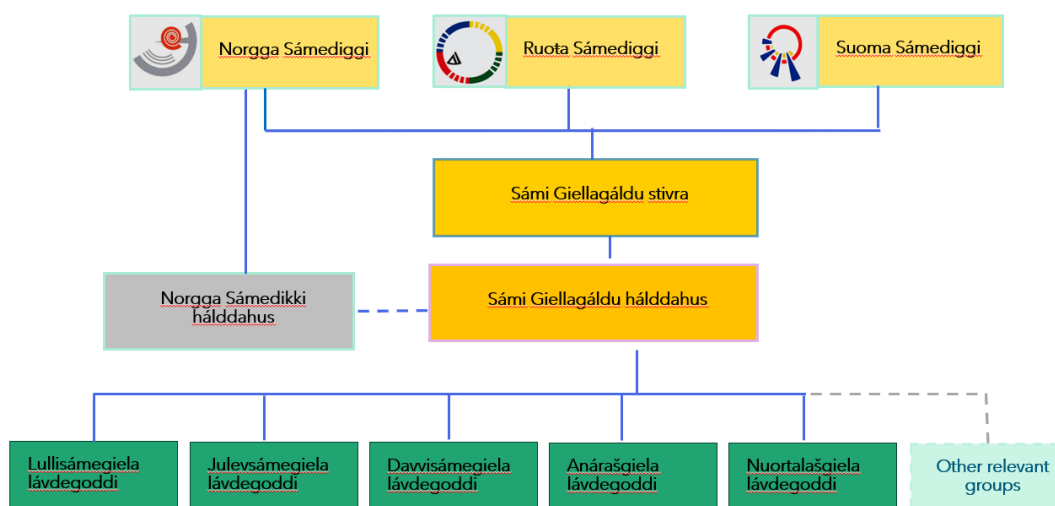 Norgga Sámediggi
Ruoŧa Sámediggi
Suoma Sámediggi
Sámi Giellagáldu stivra
Norgga Sámedikki
hálddahus
Sámi Giellagáldu hálddahus
Lullisámegiela
lávdegoddi
Julevsámegiela
lávdegoddi
Davvisámegiela
lávdegoddi
Anárašgiela
lávdegoddi
Nuortalašgiela
lávdegoddi
Other relevant
groups